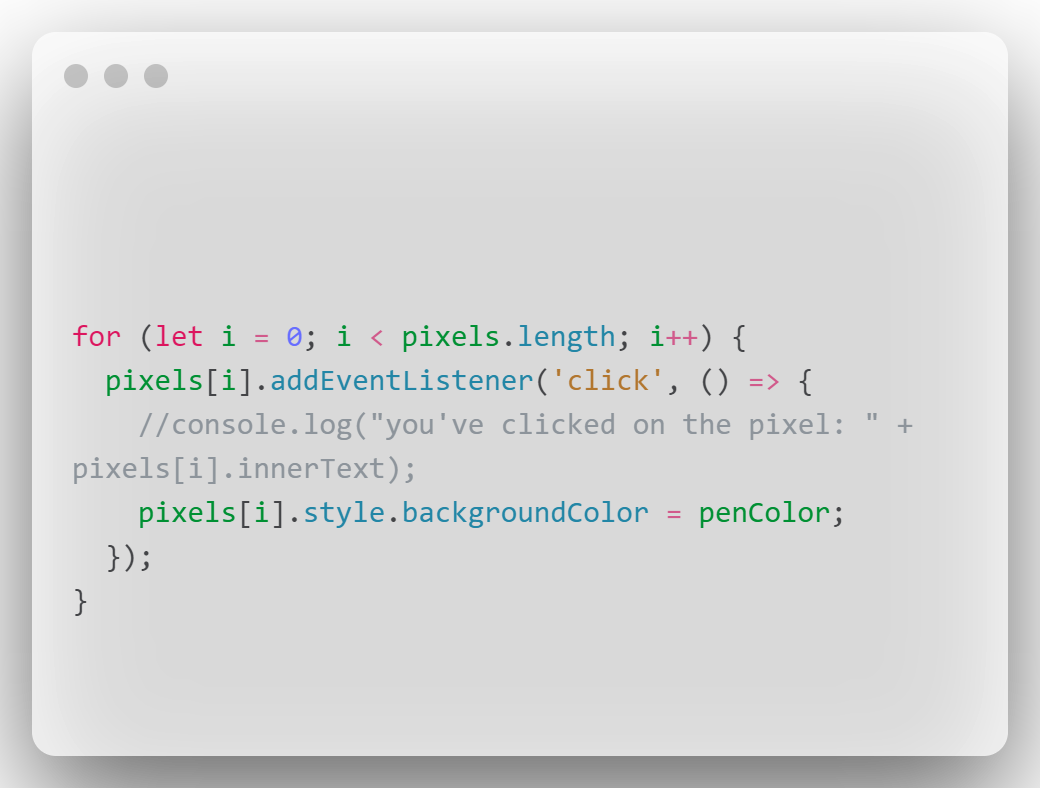 for (let i = 0; i < pixels.length; i++) {
  pixels[i].addEventListener('click', () => {
    //console.log("you've clicked on the pixel: " +
pixels[i].innerText);
    pixels[i].style.backgroundColor = penColor;
  });
}